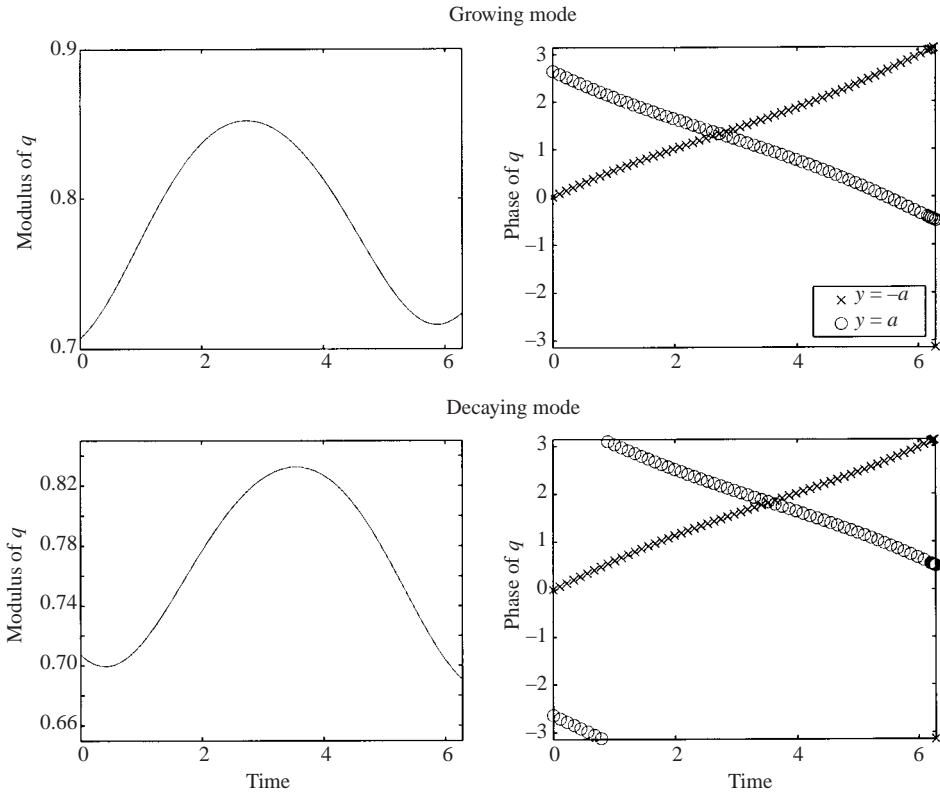 Growing mode
0.9
0.8
0.7
Modulus of q
0 2 4 6
3
2
1
0
–1
–2
–3
Phase of q
y = –a
y = a
0 2 4 6
Decaying mode
0.82
0.78
0.74
0.70
0.66
Modulus of q
0 2 4 6
Time
3
2
1
0
–1
–2
–3
Phase of q
0 2 4 6
Time